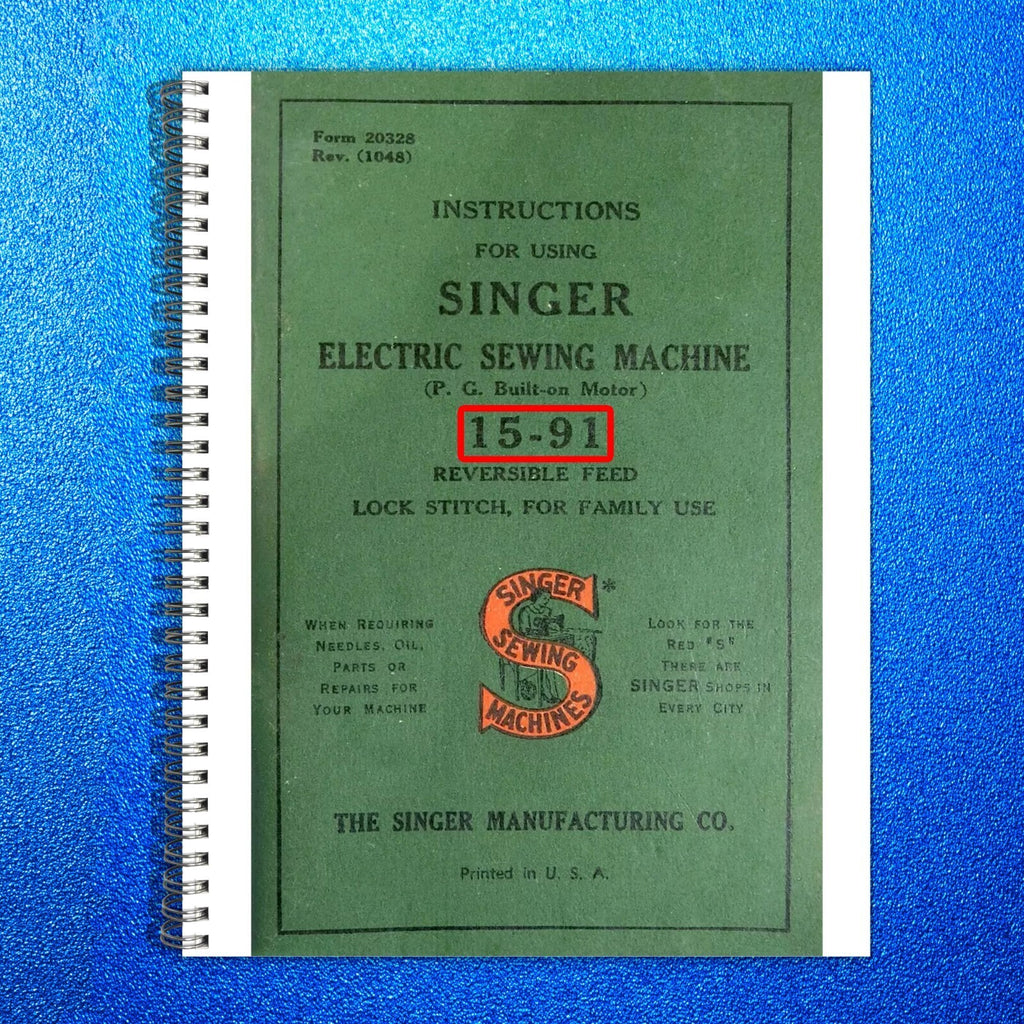 Form 20328
Rev. (1048)
INSTRUCTIONS
FOR USING
SINGER
ELECTRIC SEWING MACHINE
(P. G. Built-on Motor)
15-91
REVERSIBLE FEED
LOCK STITCH, FOR FAMILY USE
WHEN REQUIRING
NEEDLES, OIL,
PARTS OR
REPAIRS FOR
YOUR MACHINE
SINGER *
SEWING
MACHINES
LOOK FOR THE
RED "S"
THERE ARE
SINGER SHOPS IN
EVERY CITY
THE SINGER MANUFACTURING CO.
Printed in U. S. A.